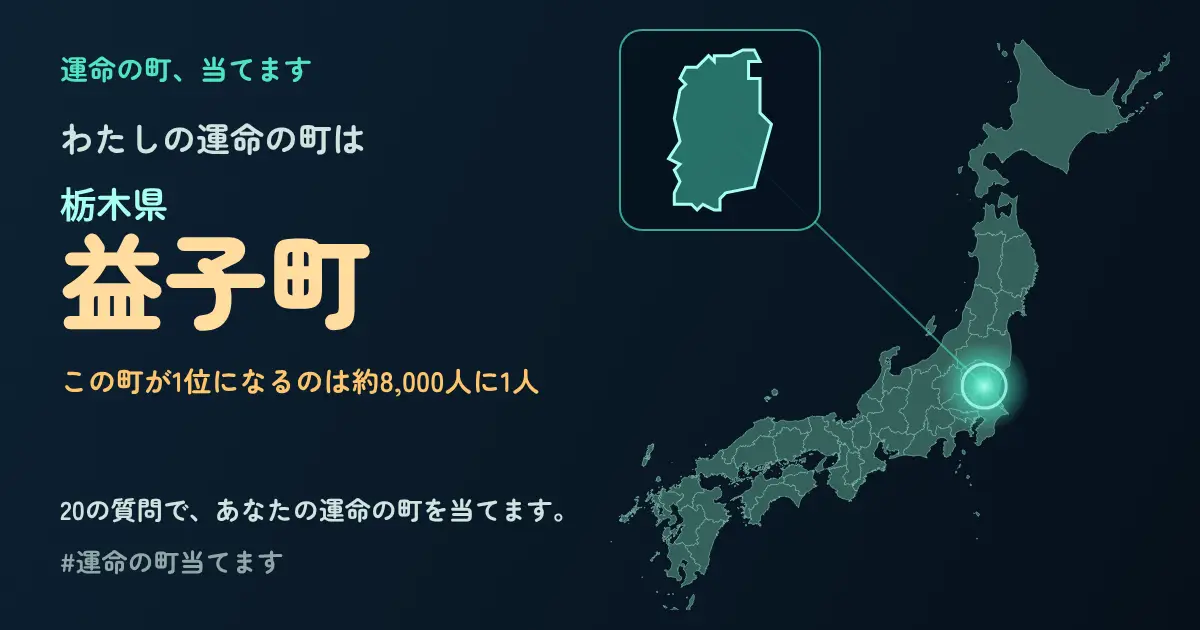 運命の町、当てます
わたしの運命の町は
栃木県
益子町
この町が1位になるのは約8,000人に1人
20の質問で、あなたの運命の町を当てます。
#運命の町当てます